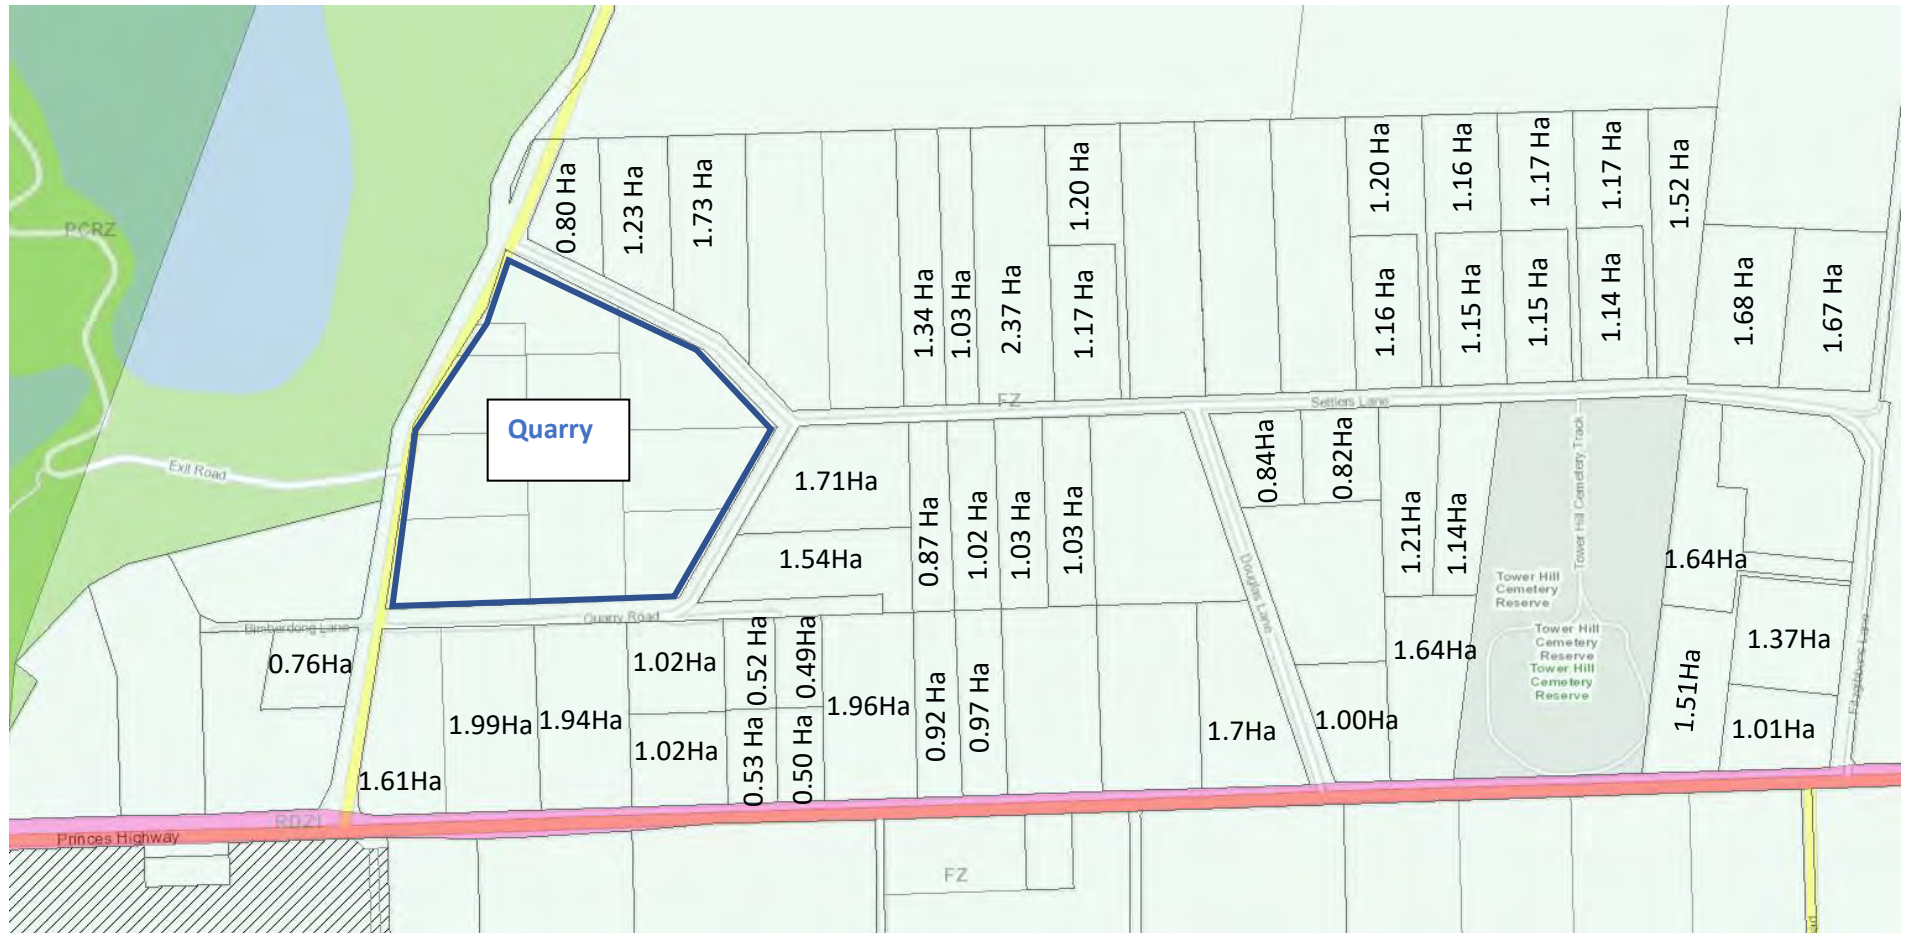 PCRZ
0.80 Ha
1.23 Ha
1.73 Ha
1.34 Ha
1.03 Ha
2.37 Ha
1.20 Ha
1.17 Ha
1.20 Ha
1.16 Ha
1.16 Ha
1.15 Ha
1.17 Ha
1.15 Ha
1.17 Ha
1.14 Ha
1.52 Ha
1.68 Ha
1.67 Ha
FZ
Settlers Lane
Quarry
Exit Road
1.71Ha
1.54Ha
0.87 Ha
1.02 Ha
1.03 Ha
1.03 Ha
0.84Ha
0.82Ha
1.21Ha
1.14Ha
Tower Hill Cemetery Track
Tower Hill
Cemetery
Reserve
Tower Hill
Cemetery
Reserve
Tower Hill
Cemetery
Reserve
1.64Ha
1.37Ha
Douglas Lane
Bimberdong Lane
Quarry Road
0.76Ha
1.61Ha
1.99Ha
1.94Ha
1.02Ha
1.02Ha
0.52 Ha
0.53 Ha
0.49Ha
0.50 Ha
1.96Ha
0.92 Ha
0.97 Ha
1.7Ha
1.00Ha
1.64Ha
1.51Ha
1.01Ha
RDZ1
Princes Highway
FZ